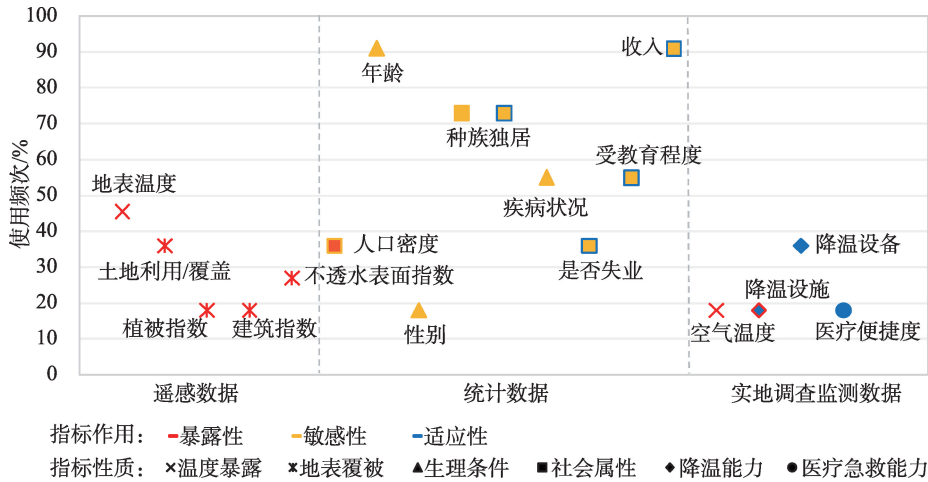 100
90
80
70
60
50
40
30
20
10
0
使用频次/%
收入
年龄
种族独居
受教育程度
地表温度
疾病状况
人口密度
降温设备
土地利用/覆盖
不透水表面指数
是否失业
降温设施
植被指数
建筑指数
性别
空气温度
医疗便捷度
遥感数据
统计数据
实地调查监测数据
指标作用: 暴露性 敏感性 适应性
指标性质: 温度暴露 地表覆被 生理条件 社会属性 降温能力 医疗急救能力